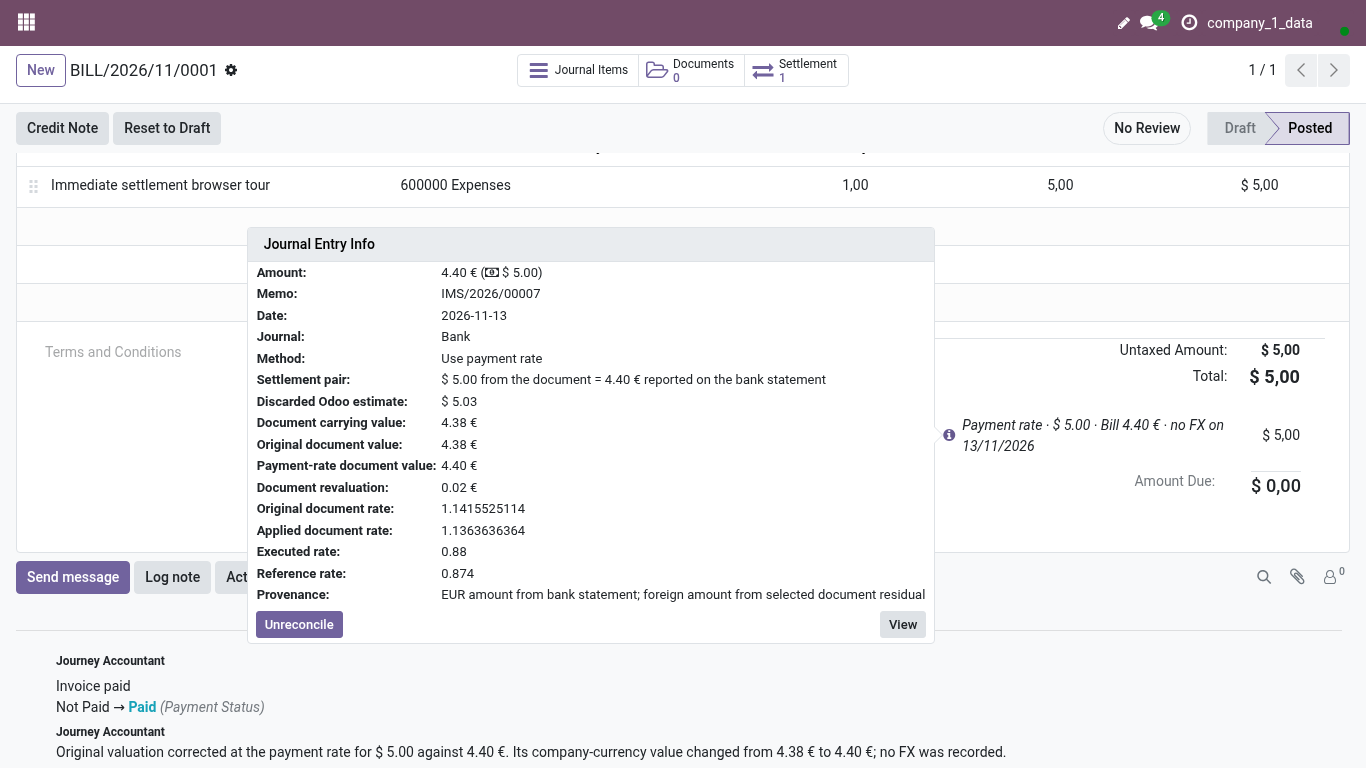 4
company_1_data
New
BILL/2026/11/0001
Journal Items
Documents
0
Settlement
1
1 / 1
Credit Note
Reset to Draft
No Review
Draft
Posted
Immediate settlement browser tour
600000 Expenses
1,00
5,00
$ 5,00
Journal Entry Info
Amount: 4.40 € ( $ 5.00)
Memo: IMS/2026/00007
Date: 2026-11-13
Journal: Bank
Method: Use payment rate
Settlement pair: $ 5.00 from the document = 4.40 € reported on the bank statement
Discarded Odoo estimate: $ 5.03
Document carrying value: 4.38 €
Original document value: 4.38 €
Payment-rate document value: 4.40 €
Document revaluation: 0.02 €
Original document rate: 1.1415525114
Applied document rate: 1.1363636364
Executed rate: 0.88
Reference rate: 0.874
Provenance: EUR amount from bank statement; foreign amount from selected document residual
Unreconcile
View
Terms and Conditions
Untaxed Amount: $ 5,00
Total: $ 5,00
Payment rate · $ 5.00 · Bill 4.40 € · no FX on
13/11/2026
$ 5,00
Amount Due: $ 0,00
Send message
Log note
Act
0
Journey Accountant
Invoice paid
Not Paid → Paid (Payment Status)
Journey Accountant
Original valuation corrected at the payment rate for $ 5.00 against 4.40 €. Its company-currency value changed from 4.38 € to 4.40 €; no FX was recorded.